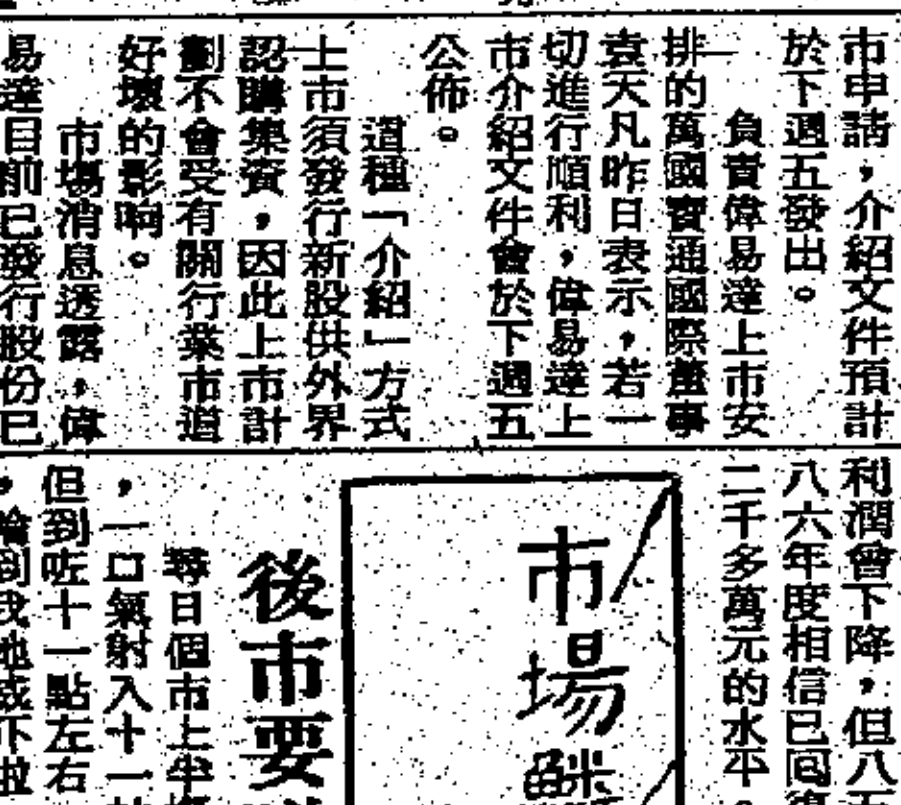 市申請，介紹文件預計
於下週五發出。
負責偉易達上市安
排的萬國寶通國際董事
袁天凡昨日表示，若一
切進行順利，偉易達上
市介紹文件會於下週五
公佈。
這種「介紹」方式
上市須發行新股供外界
認購集資，因此上市計
劃不會受有關行業市道
好壞的影响。
市場消息透露，偉
易達目前已發行股份已
利潤會下降，但八
八六年度相信已回復
二千多萬元的水平。
市場
後市要
尋日個市上半
，一口氣射入十一
但到咗十一點左右
，輪到我地或下啦